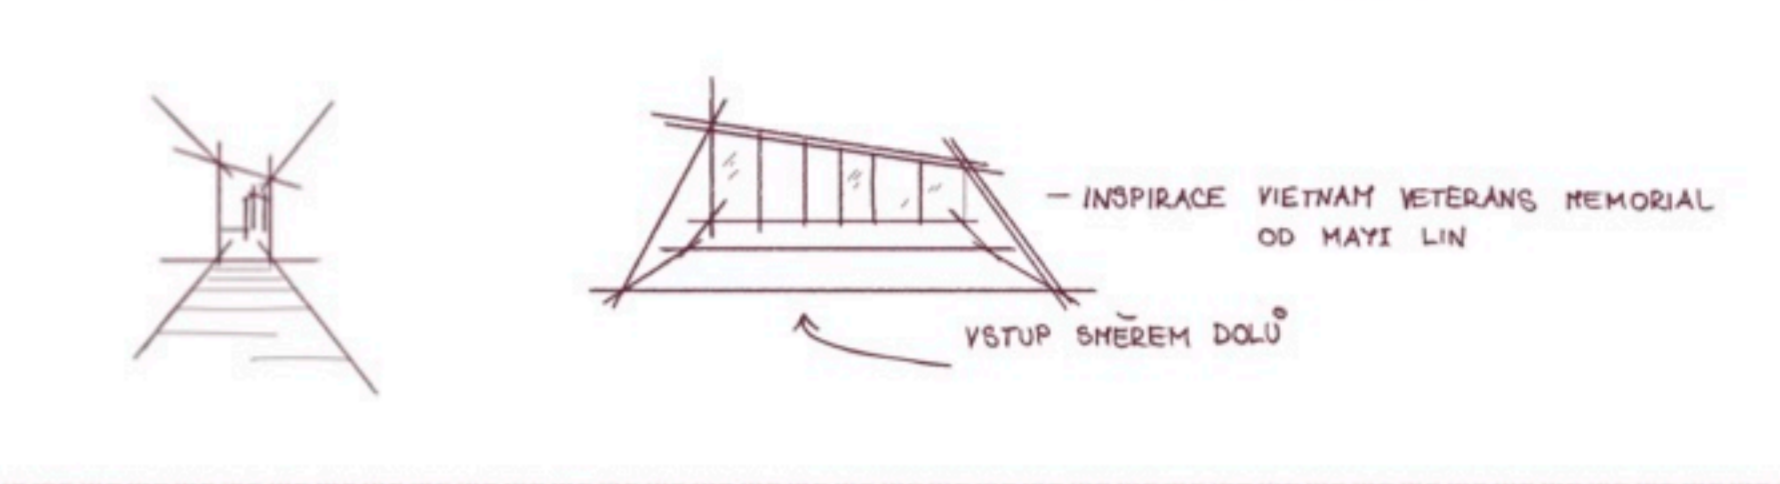 – INSPIRACE VIETNAM VETERANS MEMORIAL
OD MAYI LIN
VSTUP SMĚREM DOLŮ